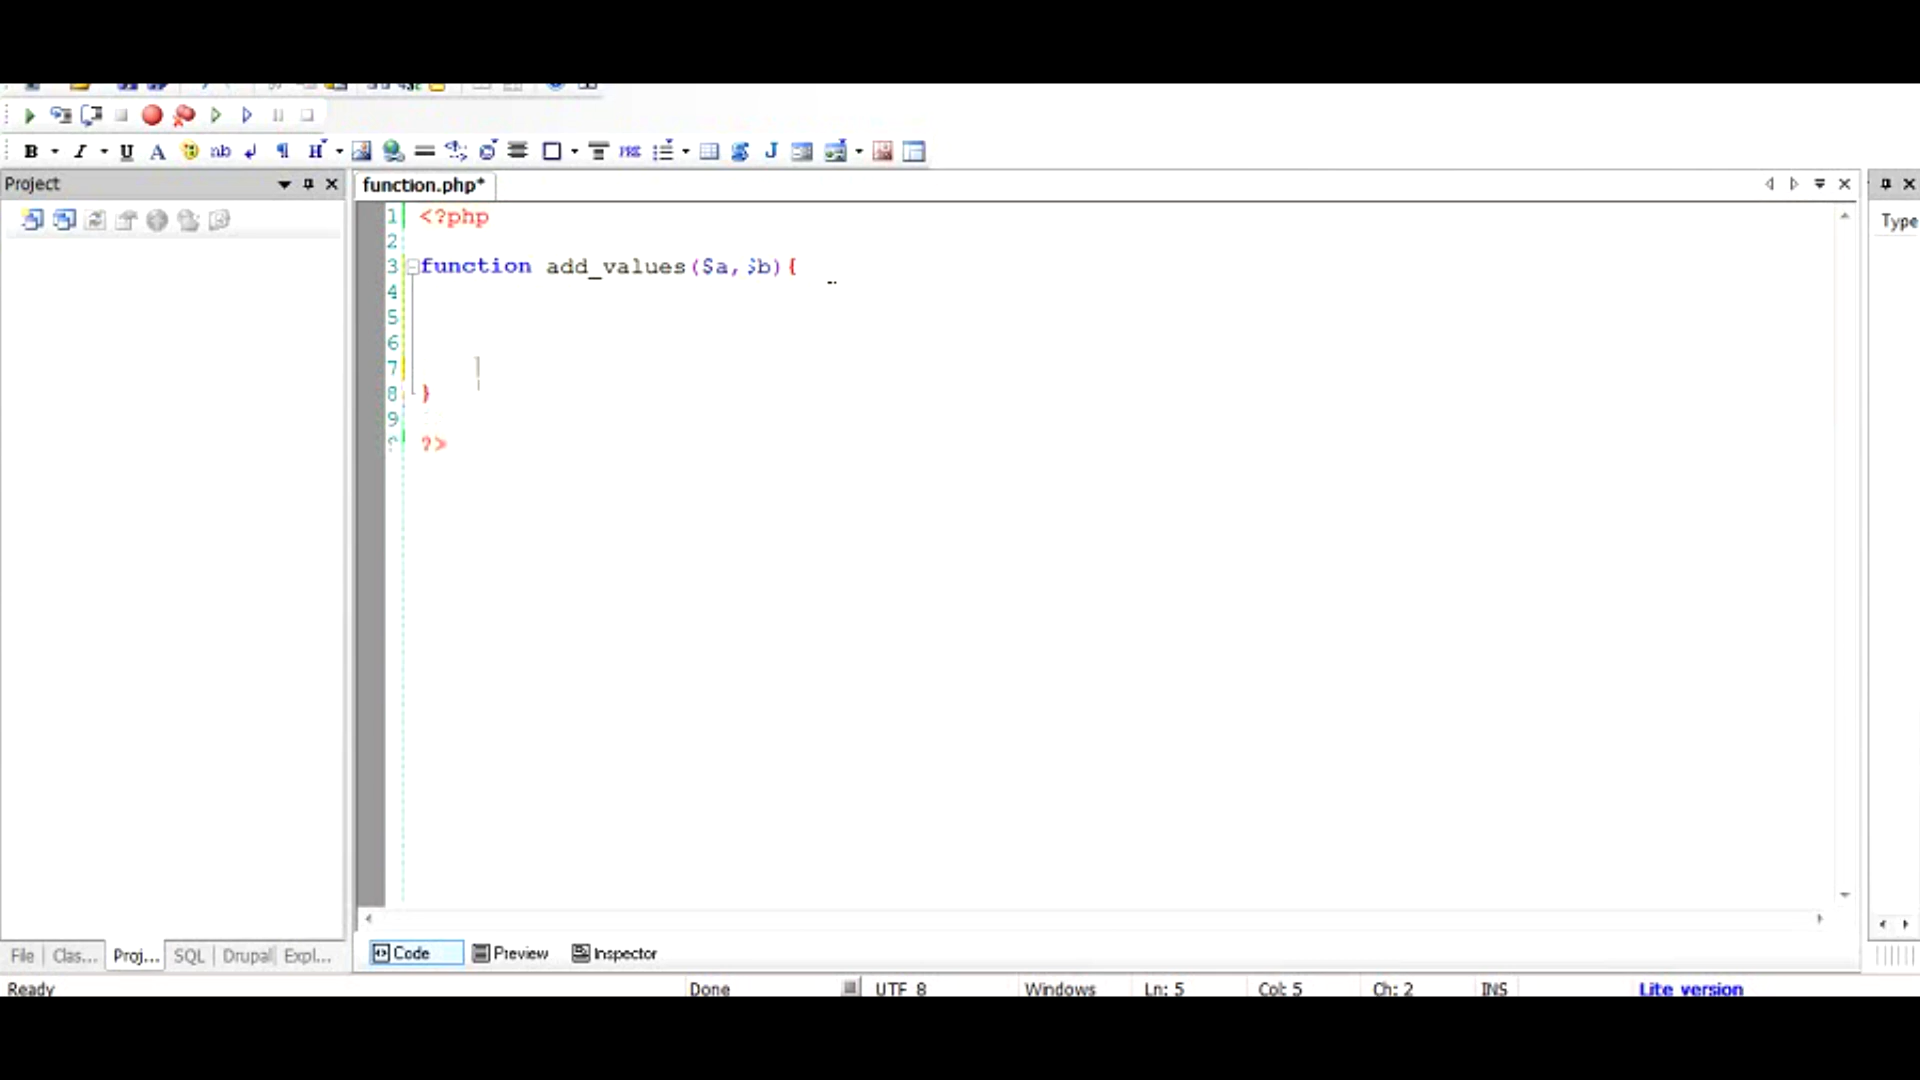 B I U A ab H PRE J
Project
function.php*
Type
1 <?php
2
3 function add_values($a,$b){
4
5
6
7
8 }
9
?>
File Clas... Proj... SQL Drupal Expl...
Code Preview Inspector
Ready Done UTF 8 Windows Ln: 5 Col: 5 Ch: 2 INS Lite version